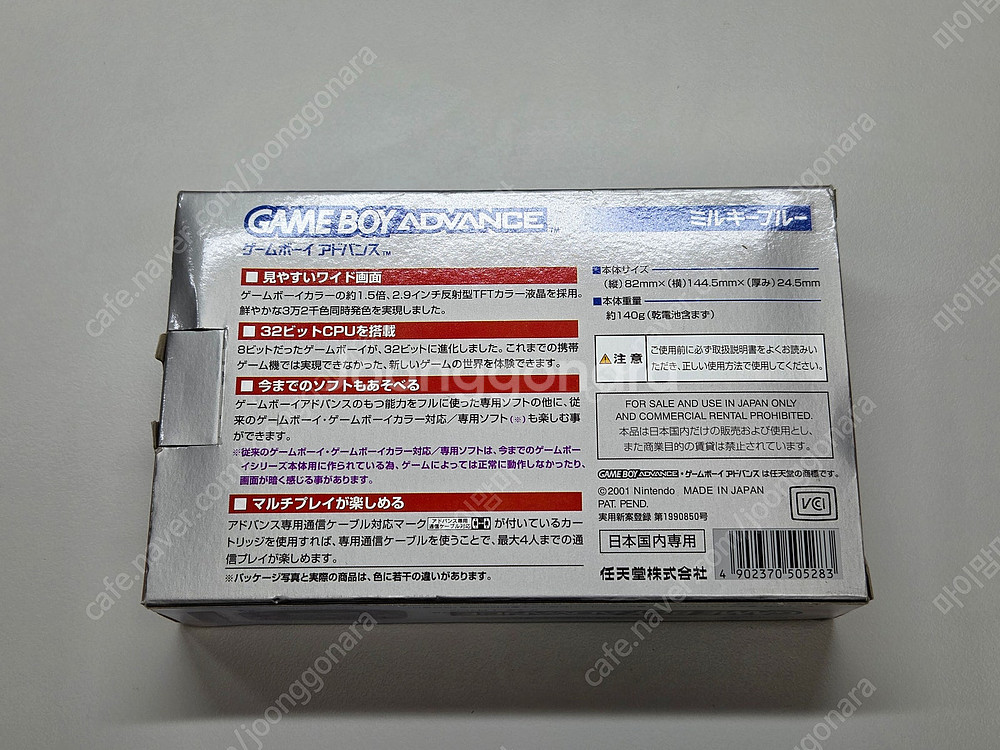 GAME BOY ADVANCE™
ゲームボーイ アドバンス™
ミルキーブルー
■ 見やすいワイド画面
ゲームボーイカラーの約1.5倍、2.9インチ反射型TFTカラー液晶を採用。
鮮やかな3万2千色同時発色を実現しました。
■ 32ビットCPUを搭載
8ビットだったゲームボーイが、32ビットに進化しました。これまでの携帯
ゲーム機では実現できなかった、新しいゲームの世界を体験できます。
■ 今までのソフトもあそべる
ゲームボーイアドバンスのもつ能力をフルに使った専用ソフトの他に、従
来のゲームボーイ・ゲームボーイカラー対応／専用ソフト(※)も楽しむ事
ができます。
※従来のゲームボーイ・ゲームボーイカラー対応／専用ソフトは、今までのゲームボー
イシリーズ本体用に作られている為、ゲームによっては正常に動作しなかったり、
画面が暗く感じる事があります。
■ マルチプレイが楽しめる
アドバンス専用通信ケーブル対応マーク アドバンス専用 通信ケーブル対応 が付いているカー
トリッジを使用すれば、専用通信ケーブルを使うことで、最大4人までの通
信プレイが楽しめます。
※パッケージ写真と実際の商品は、色に若干の違いがあります。
■本体サイズ
(縦)82mm×(横)144.5mm×(厚み)24.5mm
■本体重量
約140g(乾電池含まず)
注意
ご使用前に必ず取扱説明書をよくお読みい
ただき、正しい使用方法で使用してください。
FOR SALE AND USE IN JAPAN ONLY
AND COMMERCIAL RENTAL PROHIBITED.
本品は日本国内だけの販売および使用とし、
また商業目的の賃貸は禁止されています。
GAME BOY ADVANCE・ゲームボーイ アドバンス は任天堂の商標です。
©2001 Nintendo MADE IN JAPAN
PAT. PEND.
実用新案登録 第1990850号
VCI
日本国内専用
任天堂株式会社
4 902370 505283
joonggonara
cafe.naver.com/joonggonara